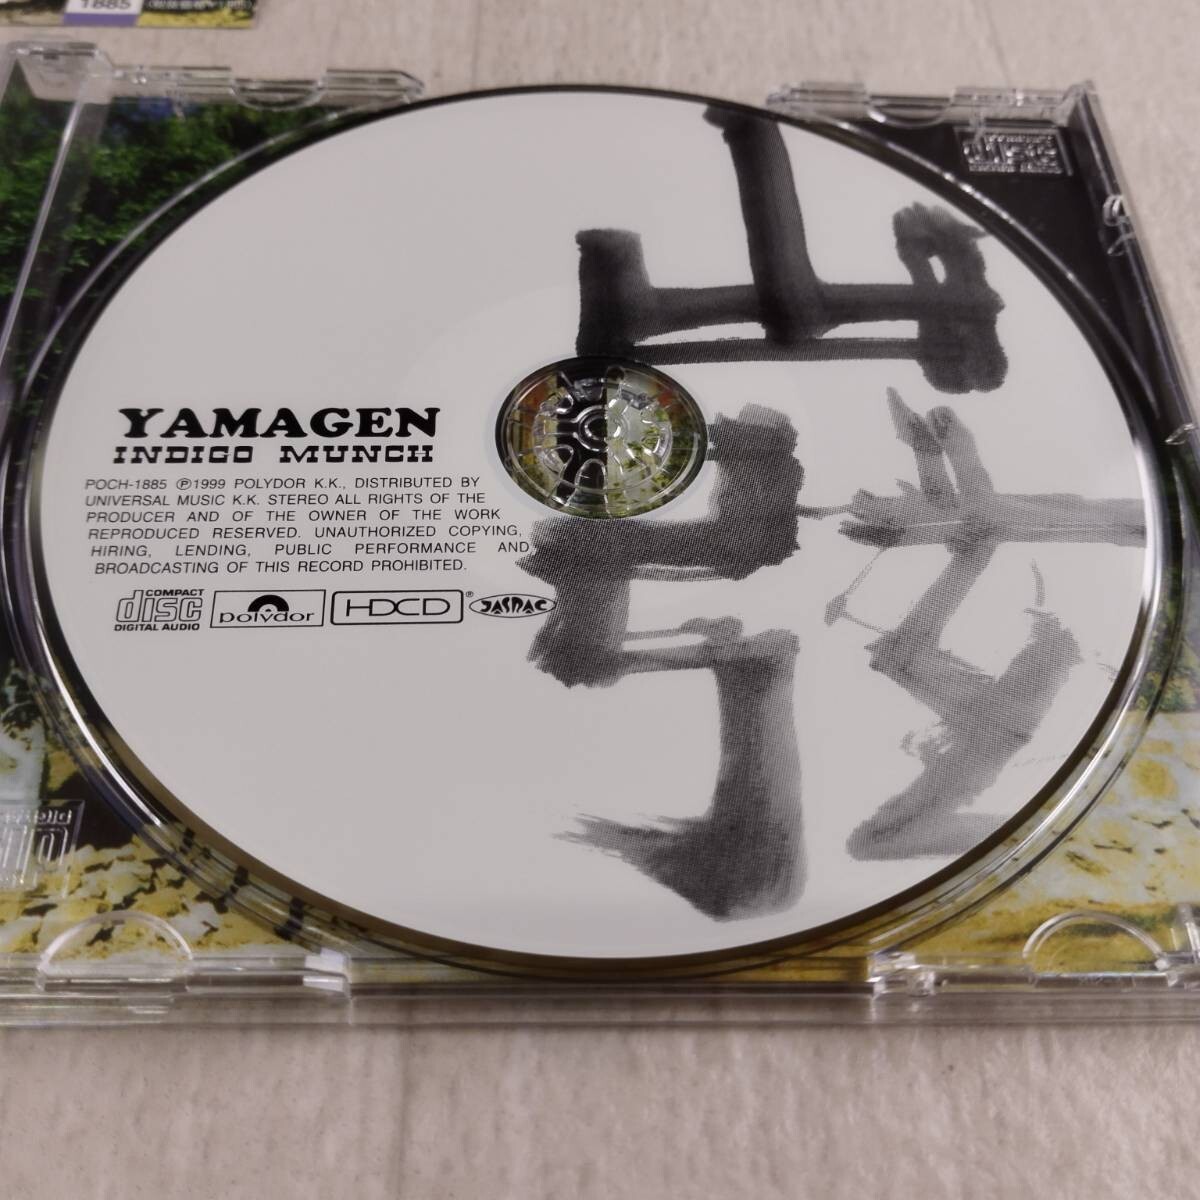 1885
YAMAGEN
INDIGO MUNCH
POCH-1885 ℗1999 POLYDOR K.K., DISTRIBUTED BY
UNIVERSAL MUSIC K.K. STEREO ALL RIGHTS OF THE
PRODUCER AND OF THE OWNER OF THE WORK
REPRODUCED RESERVED. UNAUTHORIZED COPYING,
HIRING, LENDING, PUBLIC PERFORMANCE AND
BROADCASTING OF THIS RECORD PROHIBITED.
COMPACT
disc
DIGITAL AUDIO
polydor
HDCD®
JASRAC
山